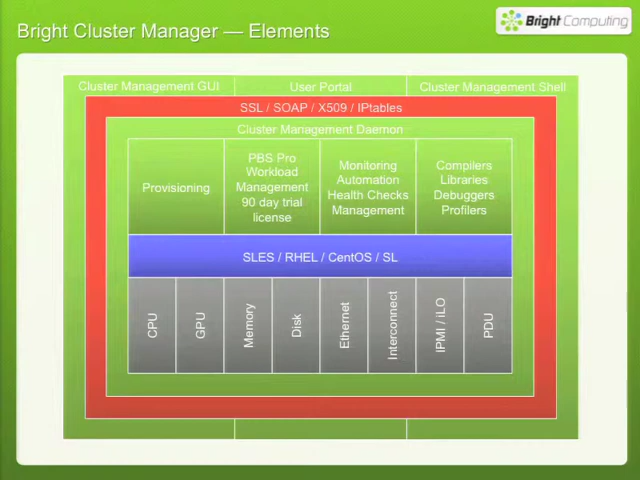 Bright Cluster Manager — Elements
Bright Computing
Cluster Management GUI
User Portal
Cluster Management Shell
SSL / SOAP / X509 / IPtables
Cluster Management Daemon
Provisioning
PBS Pro
Workload
Management
90 day trial
license
Monitoring
Automation
Health Checks
Management
Compilers
Libraries
Debuggers
Profilers
SLES / RHEL / CentOS / SL
CPU
GPU
Memory
Disk
Ethernet
Interconnect
IPMI / iLO
PDU